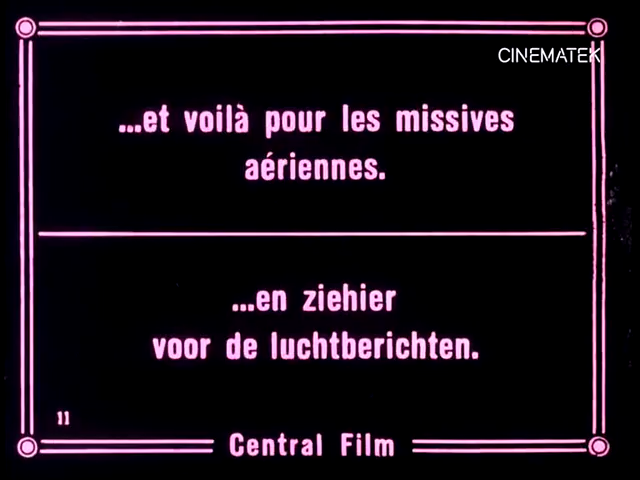 CINEMATEK
...et voilà pour les missives
aériennes.
...en ziehier
voor de luchtberichten.
11
Central Film